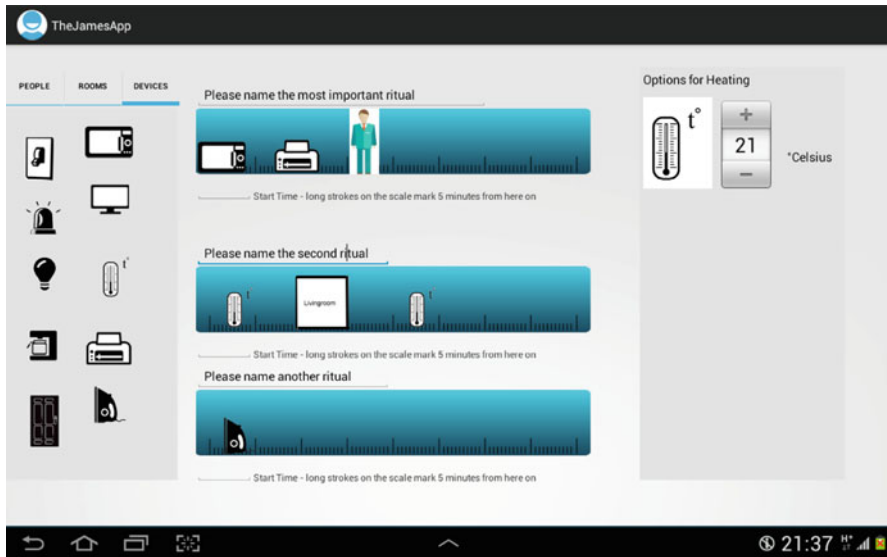 TheJamesApp
PEOPLE
ROOMS
DEVICES
t°
Please name the most important ritual
Start Time - long strokes on the scale mark 5 minutes from here on
Please name the second ritual
t
Livingroom
t
Start Time - long strokes on the scale mark 5 minutes from here on
Please name another ritual
Start Time - long strokes on the scale mark 5 minutes from here on
Options for Heating
t°
+
21
°Celsius
−
21:37
H+